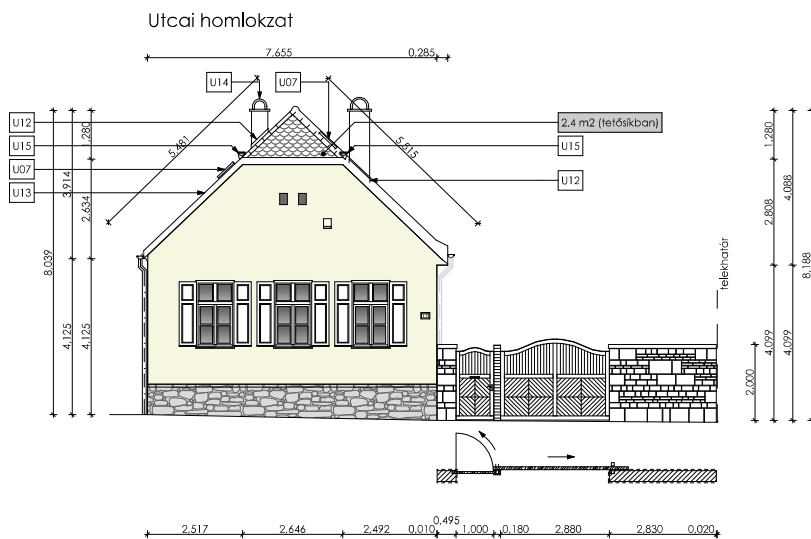 Utcai homlokzat
7,655
0,285
U14
U07
U12
U15
U07
U13
2,4 m2 (tetősíkban)
U15
U12
5,481
5,515
8,039
3,914
4,125
1,280
2,634
4,125
1,280
2,808
4,099
4,088
4,099
8,188
2,000
telekhatár
2,517
2,646
2,492
0,010
0,495
1,000
0,180
2,880
2,830
0,020